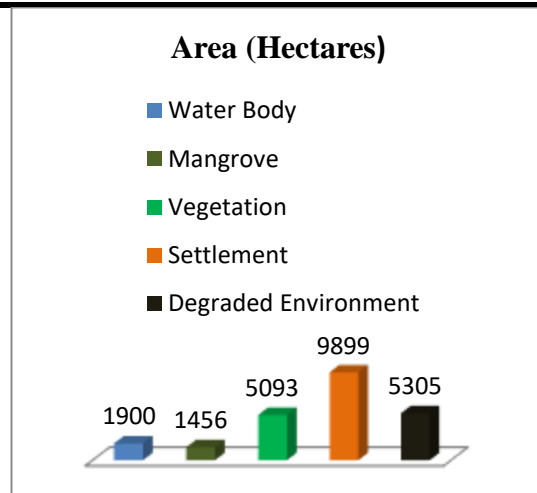 Area (Hectares)
Water Body
Mangrove
Vegetation
Settlement
Degraded Environment
9899
5093 5305
1900 1456